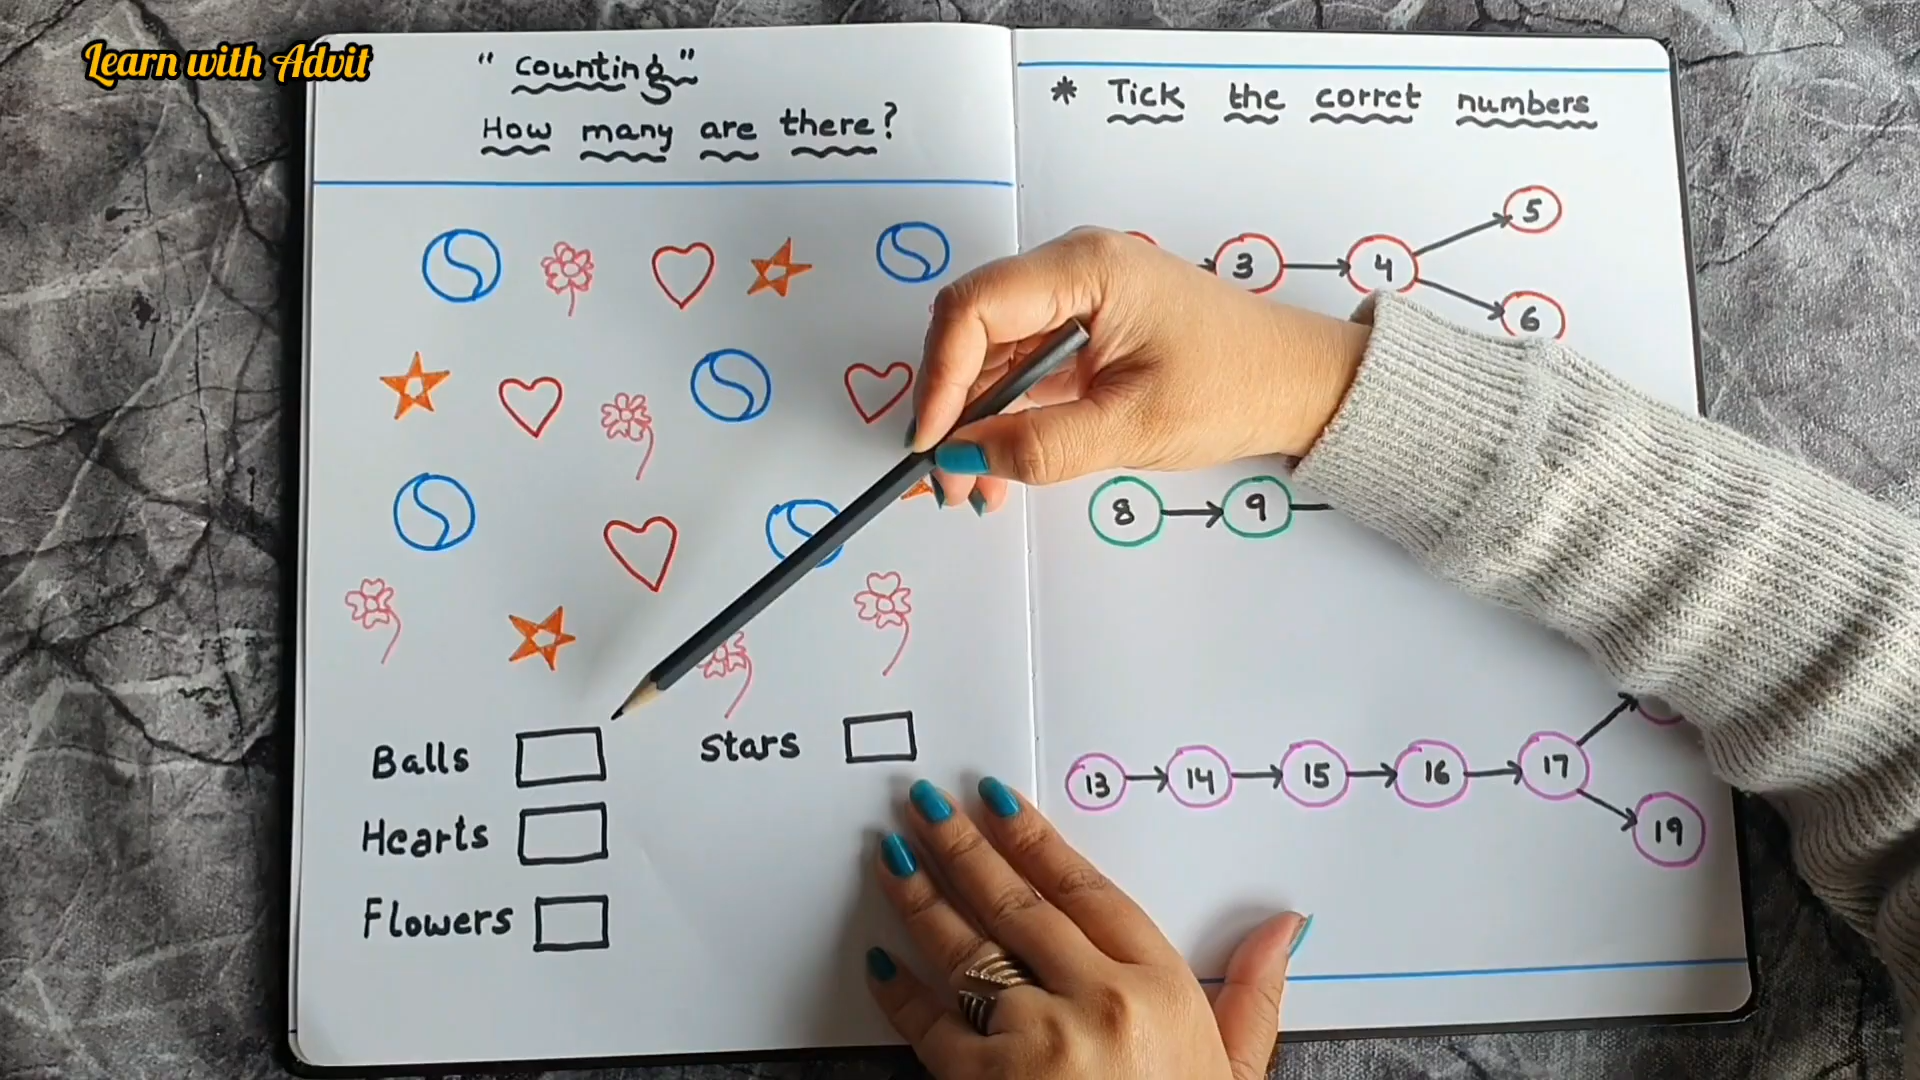 Learn with Advit
"counting"
How many are there?
Balls
stars
Hearts
Flowers
* Tick the corret numbers
3 4 5
6
8 9
13 14 15 16 17
19